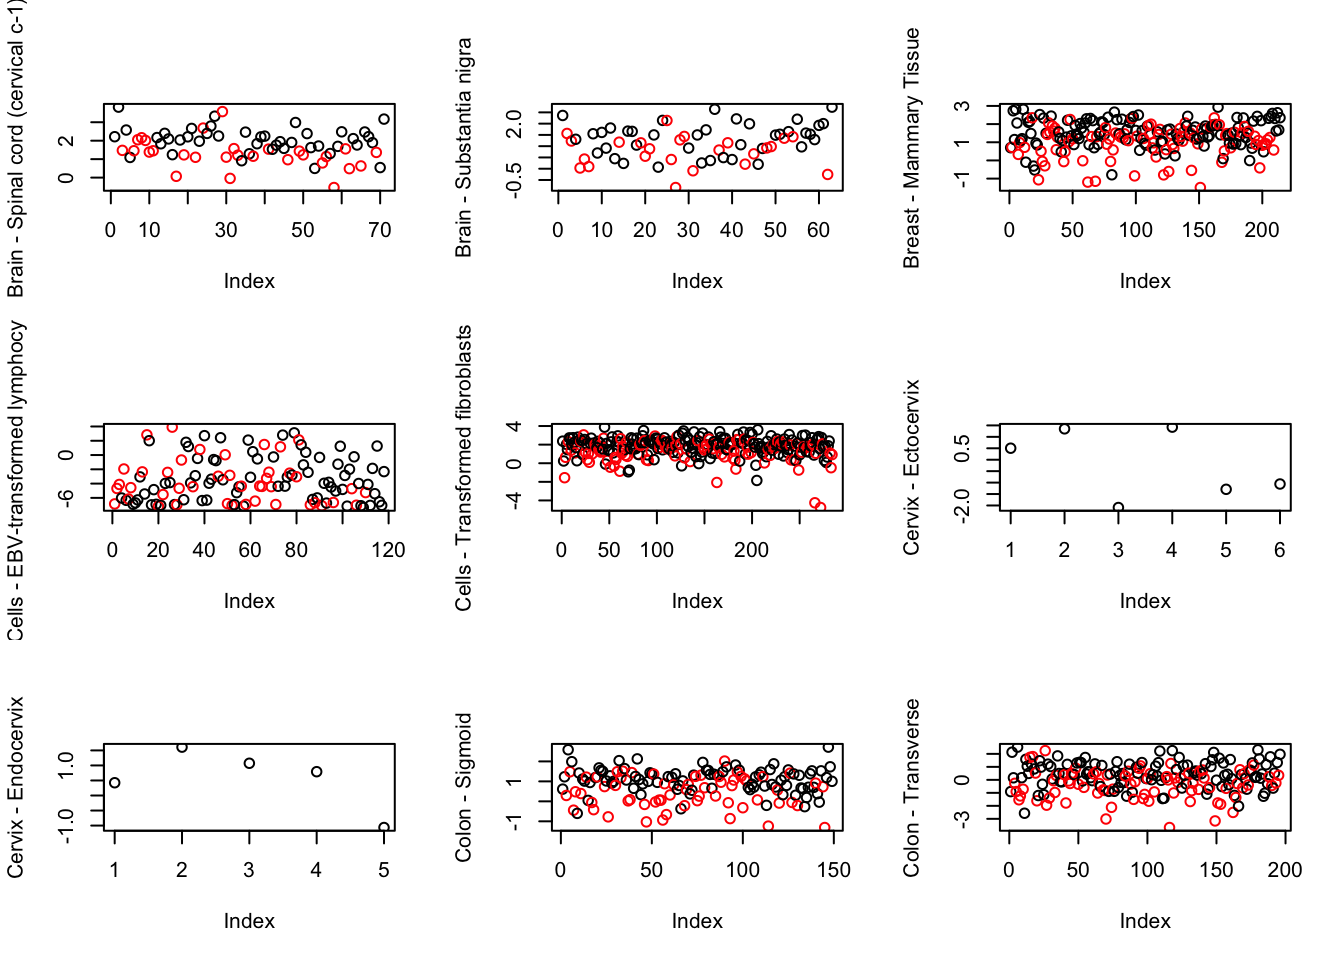 Brain - Spinal cord (cervical c-1)
0 2
0 10 30 50 70
Index
Brain - Substantia nigra
-0.5 2.0
0 10 20 30 40 50 60
Index
Breast - Mammary Tissue
-1 1 3
0 50 100 150 200
Index
Cells - EBV-transformed lymphocy
-6 0
0 20 40 60 80 120
Index
Cells - Transformed fibroblasts
-4 0 4
0 50 100 200
Index
Cervix - Ectocervix
-2.0 0.5
1 2 3 4 5 6
Index
Cervix - Endocervix
-1.0 1.0
1 2 3 4 5
Index
Colon - Sigmoid
-1 1
0 50 100 150
Index
Colon - Transverse
-3 0
0 50 100 150 200
Index